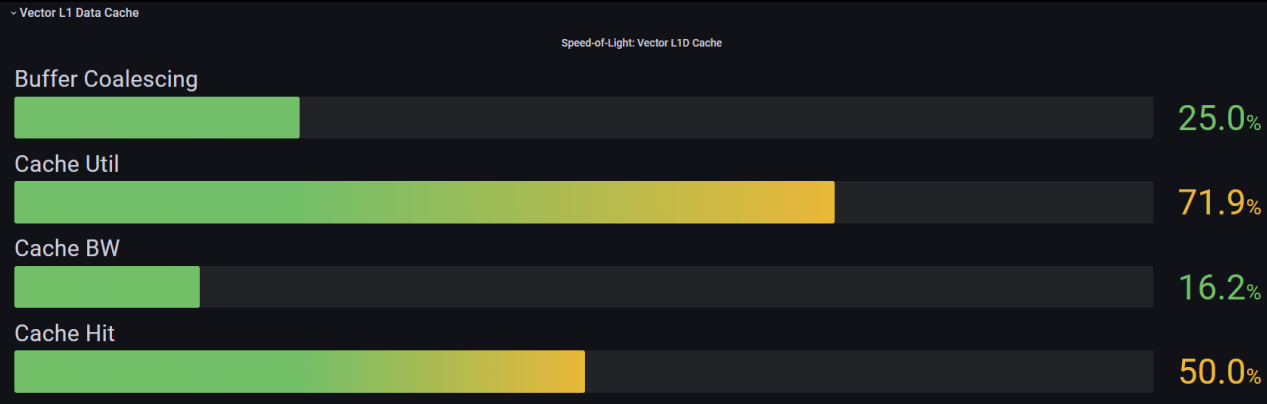 Vector L1 Data Cache
Speed-of-Light: Vector L1D Cache
Buffer Coalescing
25.0%
Cache Util
71.9%
Cache BW
16.2%
Cache Hit
50.0%